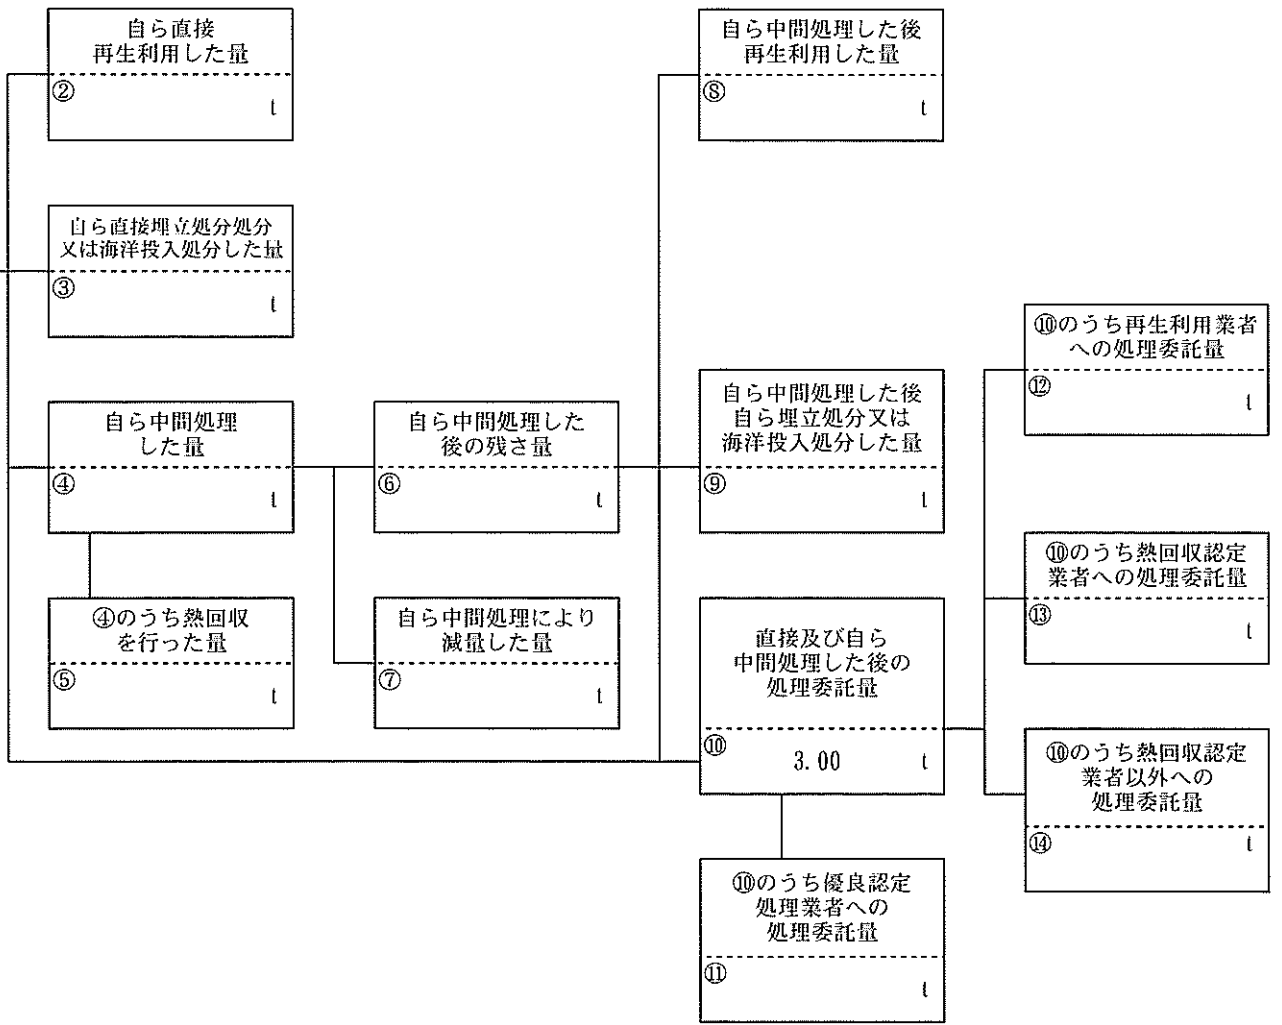 自ら直接
再生利用した量
②
t
自ら中間処理した後
再生利用した量
⑧
t
自ら直接埋立処分処分
又は海洋投入処分した量
③
t
⑩のうち再生利用業者
への処理委託量
⑫
t
自ら中間処理
した量
④
t
自ら中間処理した
後の残さ量
⑥
t
自ら中間処理した後
自ら埋立処分又は
海洋投入処分した量
⑨
t
⑩のうち熱回収認定
業者への処理委託量
⑬
t
④のうち熱回収
を行った量
⑤
t
自ら中間処理により
減量した量
⑦
t
直接及び自ら
中間処理した後の
処理委託量
⑩
3.00 t
⑩のうち熱回収認定
業者以外への
処理委託量
⑭
t
⑩のうち優良認定
処理業者への
処理委託量
⑪
t